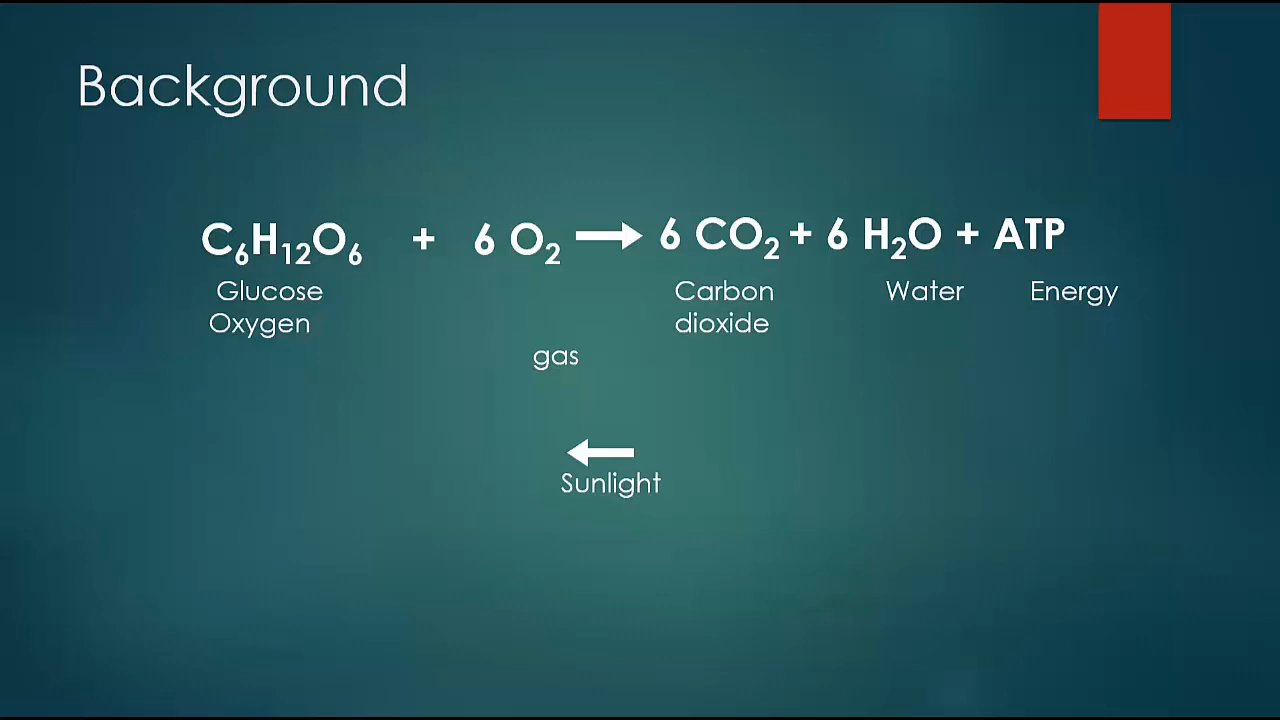 Background
C₆H₁₂O₆ + 6 O₂ → 6 CO₂ + 6 H₂O + ATP
Glucose Carbon Water Energy
Oxygen dioxide
gas
←
Sunlight